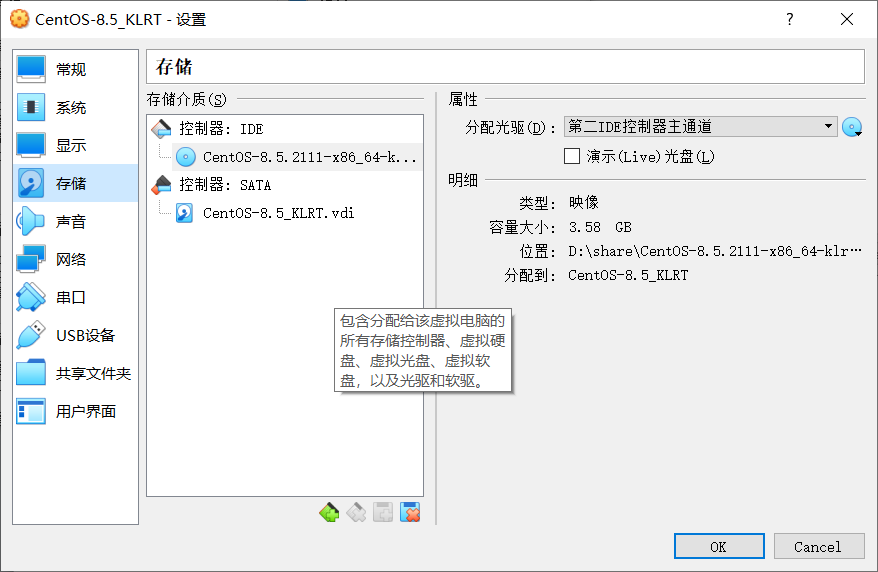 CentOS-8.5_KLRT - 设置
?
常规
系统
显示
存储
声音
网络
串口
USB设备
共享文件夹
用户界面
存储
存储介质(S)
控制器: IDE
CentOS-8.5.2111-x86_64-k...
控制器: SATA
CentOS-8.5_KLRT.vdi
包含分配给该虚拟电脑的
所有存储控制器、虚拟硬
盘、虚拟光盘、虚拟软
盘，以及光驱和软驱。
属性
分配光驱(D): 第二IDE控制器主通道
演示(Live)光盘(L)
明细
类型: 映像
容量大小: 3.58 GB
位置: D:\share\CentOS-8.5.2111-x86_64-klr…
分配到: CentOS-8.5_KLRT
OK
Cancel